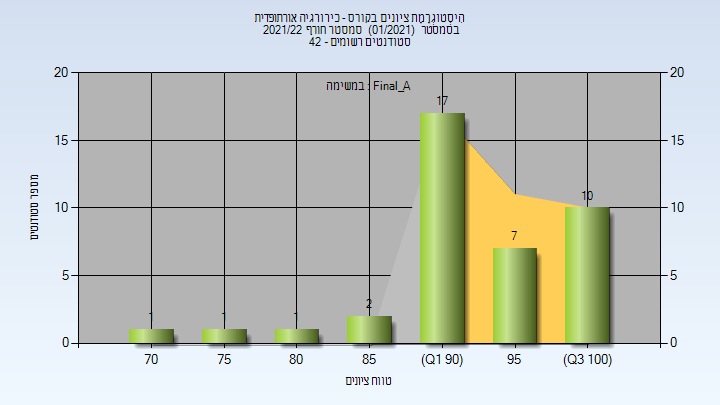 היסטוגרמת ציונים בקורס - כירורגיה אורתופדית
בסמסטר (01/2021) סמסטר חורף 2021/22
סטודנטים רשומים - 42
במשימה : Final_A
20 20
15 15
10 10
5 5
0 0
1 1 1 2 17 7 10
70 75 80 85 (Q1 90) 95 (Q3 100)
מספר סטודנטים
טווח ציונים